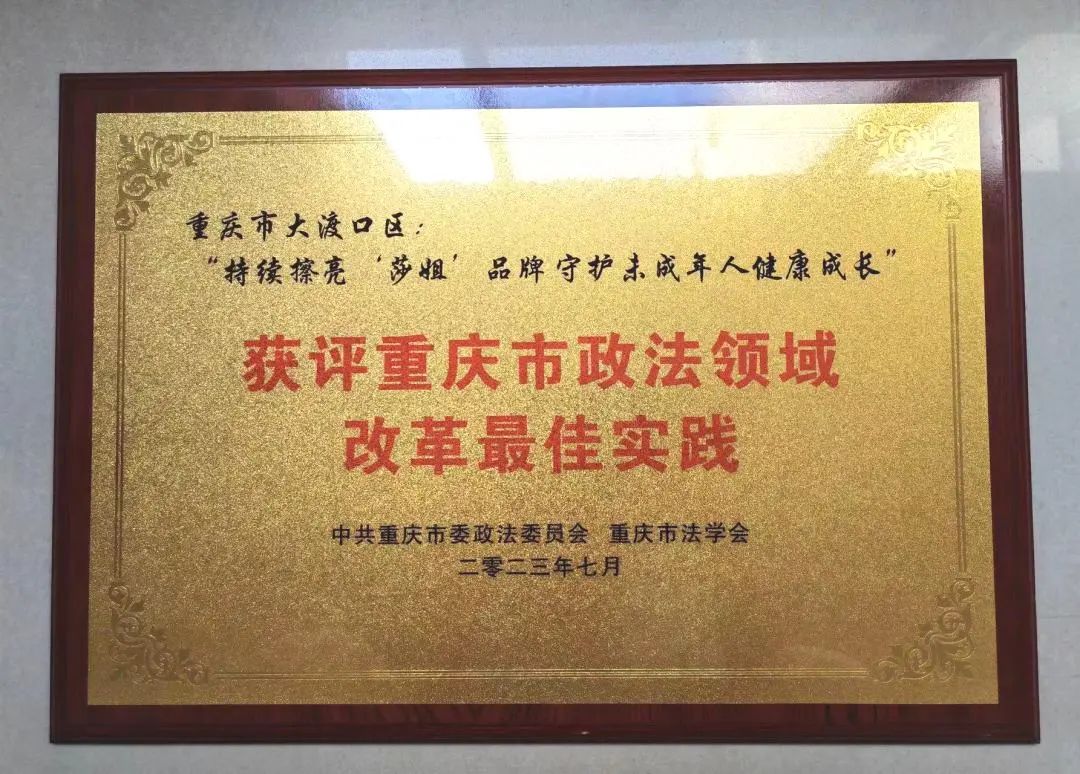 重庆市大渡口区：
“持续擦亮‘莎姐’品牌守护未成年人健康成长”
获评重庆市政法领域
改革最佳实践
中共重庆市委政法委员会 重庆市法学会
二零二三年七月